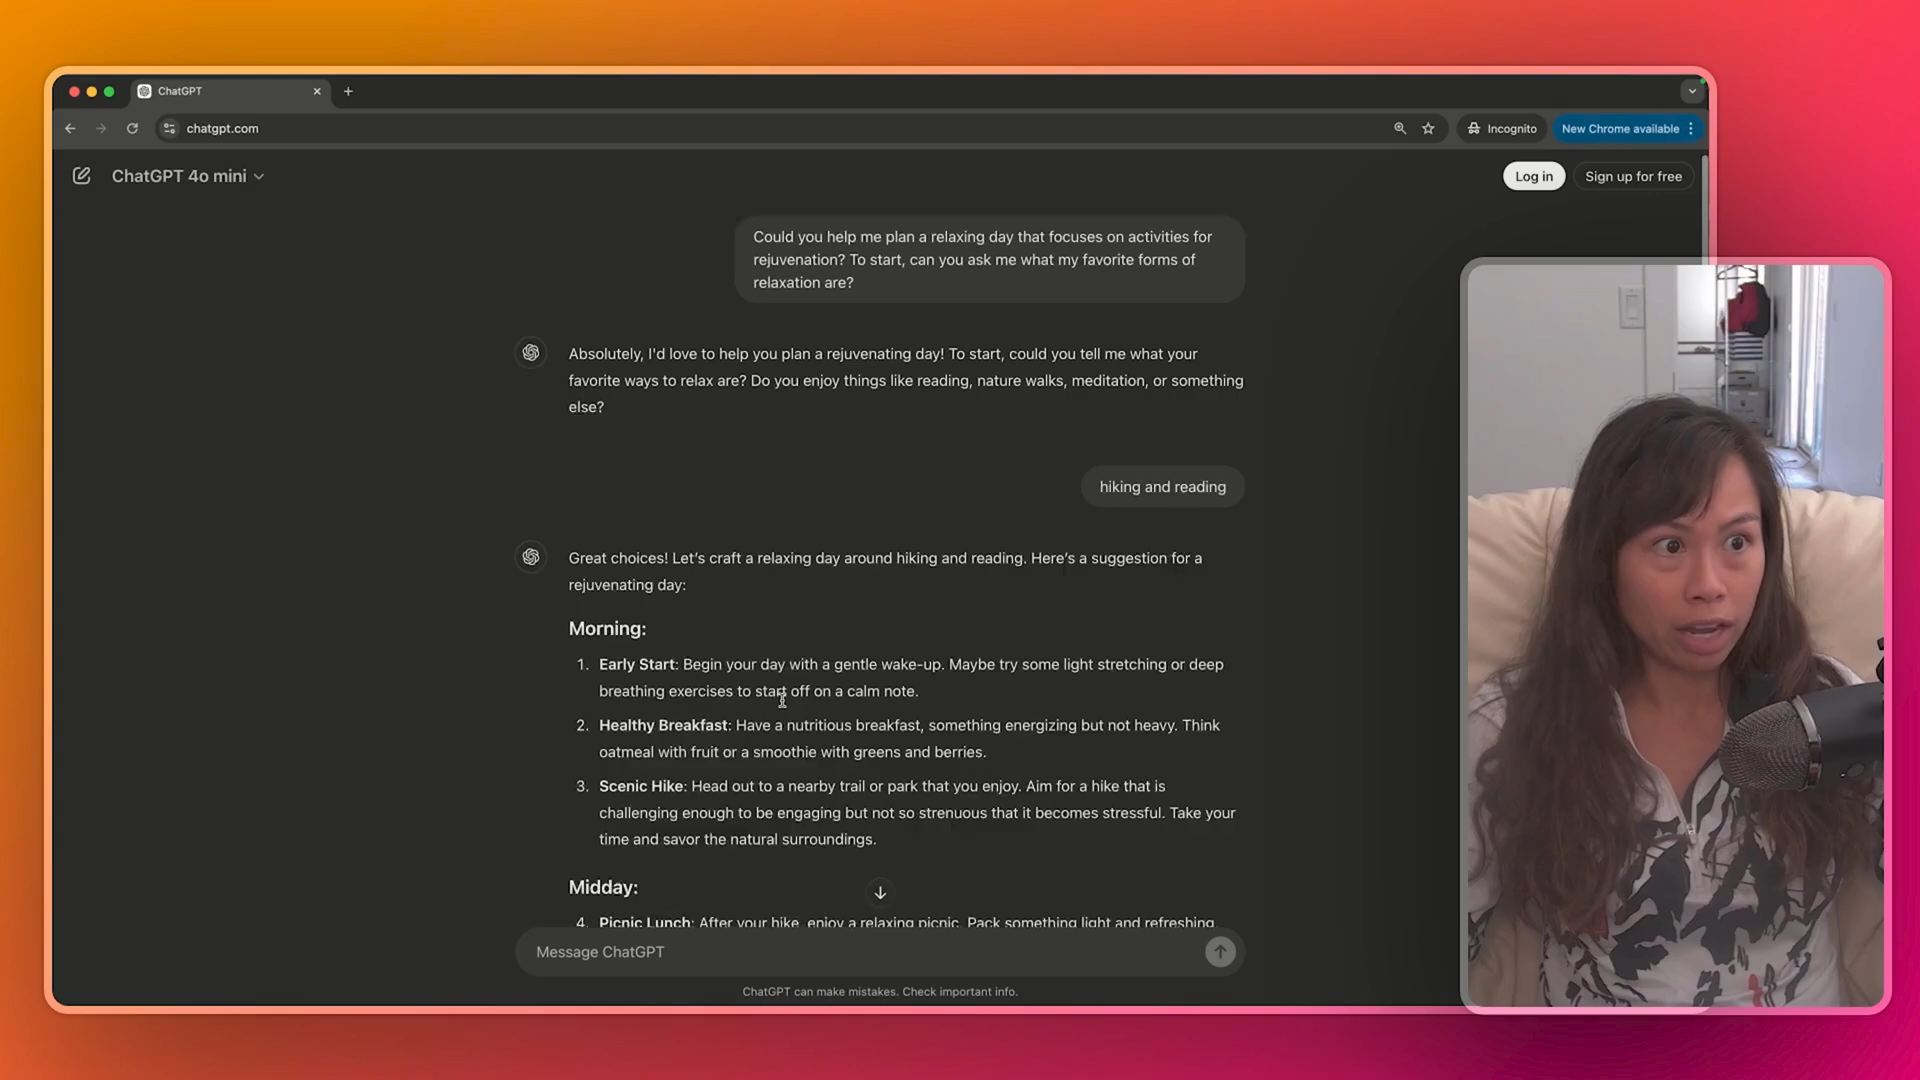 ChatGPT
chatgpt.com
Incognito
New Chrome available
ChatGPT 4o mini
Log in
Sign up for free
Could you help me plan a relaxing day that focuses on activities for
rejuvenation? To start, can you ask me what my favorite forms of
relaxation are?
Absolutely, I'd love to help you plan a rejuvenating day! To start, could you tell me what your
favorite ways to relax are? Do you enjoy things like reading, nature walks, meditation, or something
else?
hiking and reading
Great choices! Let’s craft a relaxing day around hiking and reading. Here’s a suggestion for a
rejuvenating day:
Morning:
1. Early Start: Begin your day with a gentle wake-up. Maybe try some light stretching or deep
breathing exercises to start off on a calm note.
2. Healthy Breakfast: Have a nutritious breakfast, something energizing but not heavy. Think
oatmeal with fruit or a smoothie with greens and berries.
3. Scenic Hike: Head out to a nearby trail or park that you enjoy. Aim for a hike that is
challenging enough to be engaging but not so strenuous that it becomes stressful. Take your
time and savor the natural surroundings.
Midday:
4. Picnic Lunch: After your hike, enjoy a relaxing picnic. Pack something light and refreshing
Message ChatGPT
ChatGPT can make mistakes. Check important info.